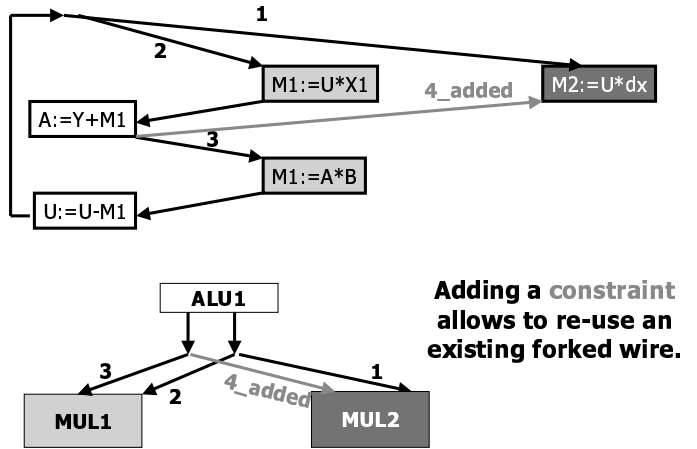 1
2
M1:=U*X1
M2:=U*dx
4_added
A:=Y+M1
3
M1:=A*B
U:=U-M1
ALU1
Adding a constraint
allows to re-use an
existing forked wire.
3
1
4_added
2
MUL1
MUL2